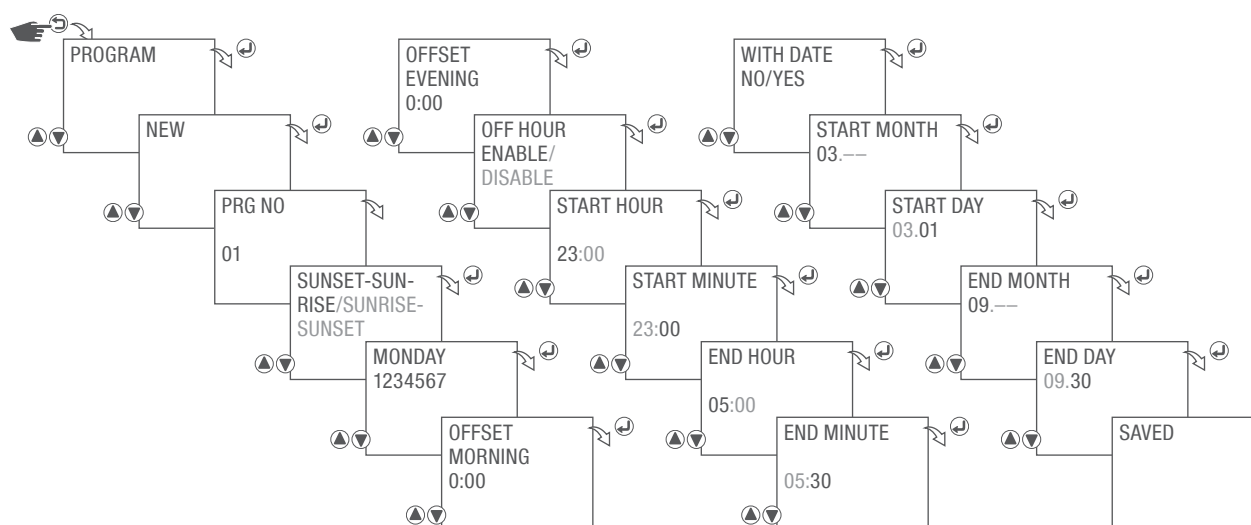 PROGRAM
NEW
PRG NO
01
SUNSET-SUN-
RISE/SUNRISE-
SUNSET
MONDAY
1234567
OFFSET
MORNING
0:00
OFFSET
EVENING
0:00
OFF HOUR
ENABLE/
DISABLE
START HOUR
23:00
START MINUTE
23:00
END HOUR
05:00
END MINUTE
05:30
WITH DATE
NO/YES
START MONTH
03.––
START DAY
03.01
END MONTH
09.––
END DAY
09.30
SAVED